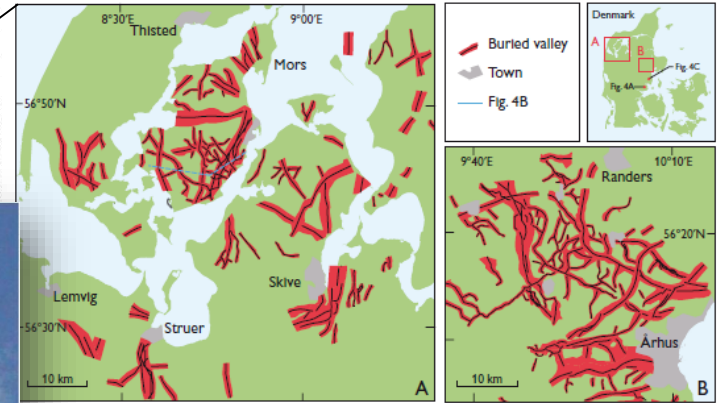 8°30'E
9°00'E
Thisted
Mors
56°50'N
Skive
Lemvig
56°30'N
Struer
10 km
A
Buried valley
Town
Fig. 4B
Denmark
A
B
Fig. 4C
Fig. 4A
9°40'E
10°10'E
Randers
56°20'N
Århus
10 km
B